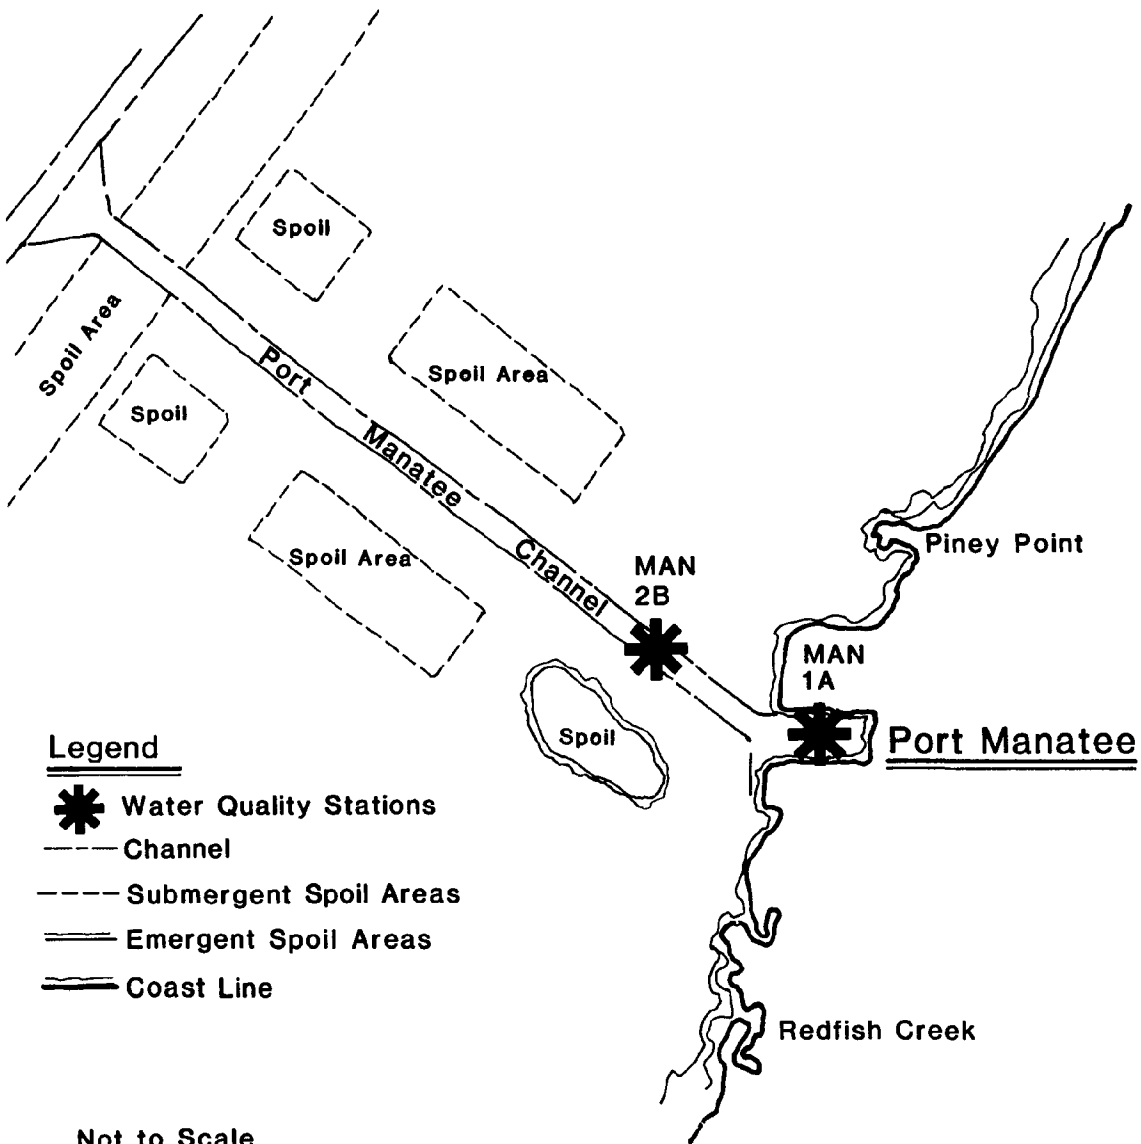 Spoil
Spoil Area
Spoil Area
Spoil
Port Manatee Channel
Spoil Area
MAN
2B
Piney Point
MAN
1A
Spoil
Port Manatee
Legend
Water Quality Stations
Channel
Submergent Spoil Areas
Emergent Spoil Areas
Coast Line
Redfish Creek
Not to Scale